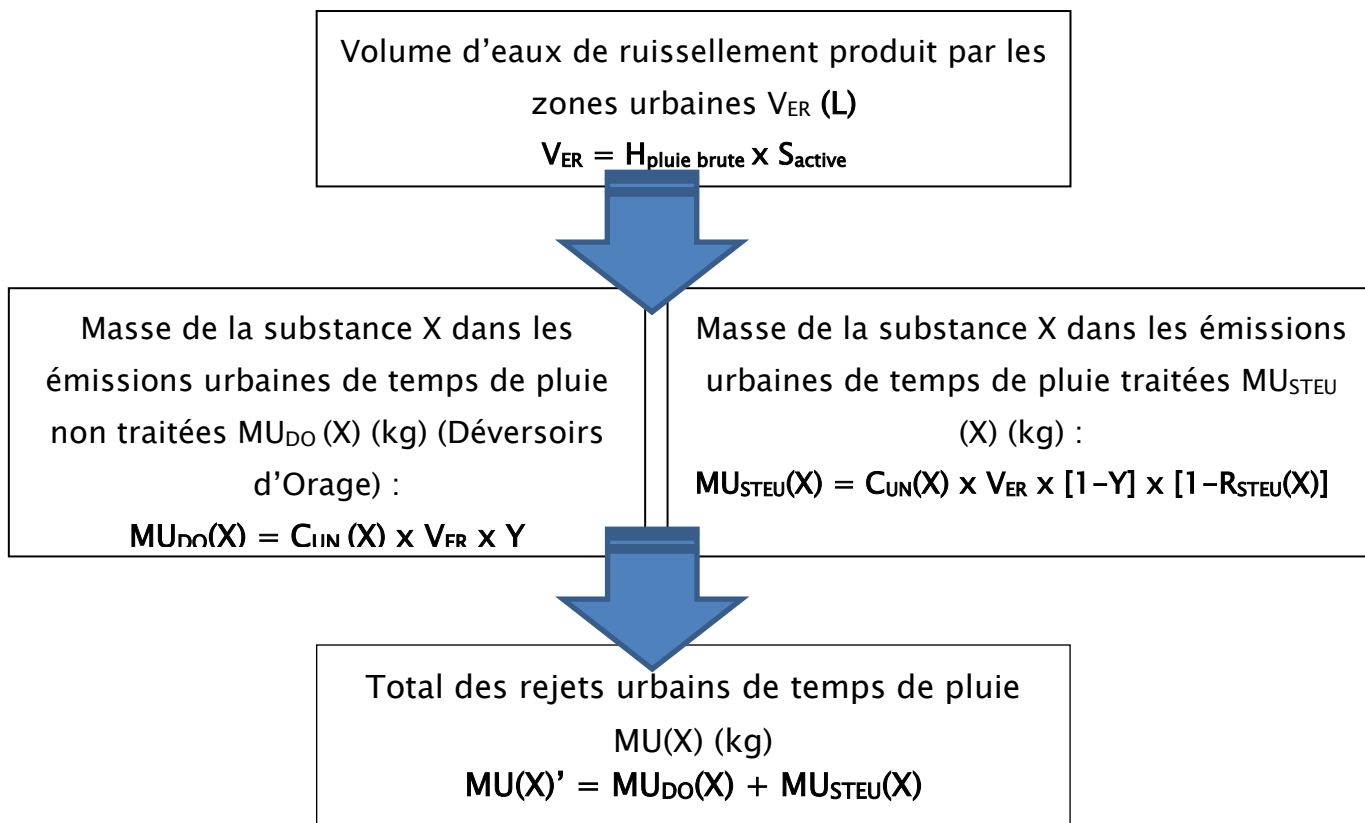 Volume d’eaux de ruissellement produit par les
zones urbaines VER (L)
VER = Hpluie brute x Sactive
Masse de la substance X dans les
émissions urbaines de temps de pluie
non traitées MUDO (X) (kg) (Déversoirs
d’Orage) :
MUDO(X) = CUN (X) x VER x Y
Masse de la substance X dans les émissions
urbaines de temps de pluie traitées MUSTEU
(X) (kg) :
MUSTEU(X) = CUN(X) x VER x [1–Y] x [1–RSTEU(X)]
Total des rejets urbains de temps de pluie
MU(X) (kg)
MU(X)’ = MUDO(X) + MUSTEU(X)